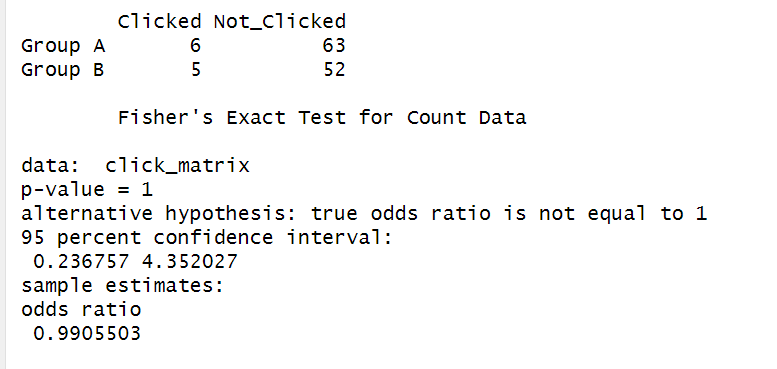 Clicked Not_Clicked
Group A 6 63
Group B 5 52
Fisher's Exact Test for Count Data
data: click_matrix
p-value = 1
alternative hypothesis: true odds ratio is not equal to 1
95 percent confidence interval:
0.236757 4.352027
sample estimates:
odds ratio
0.9905503